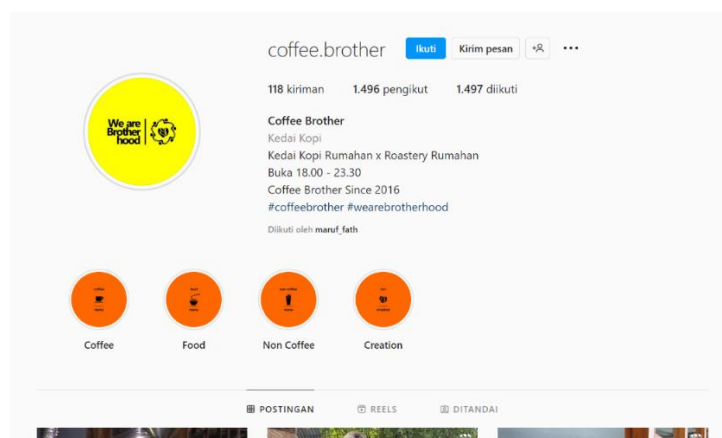 coffee.brother Ikuti Kirim pesan
118 kiriman 1.496 pengikut 1.497 diikuti
We are
Brother
hood
Coffee Brother
Kedai Kopi
Kedai Kopi Rumahan x Roastery Rumahan
Buka 18.00 - 23.30
Coffee Brother Since 2016
#coffeebrother #wearebrotherhood
Diikuti oleh maruf_fath
Coffee Food Non Coffee Creation
POSTINGAN REELS DITANDAI